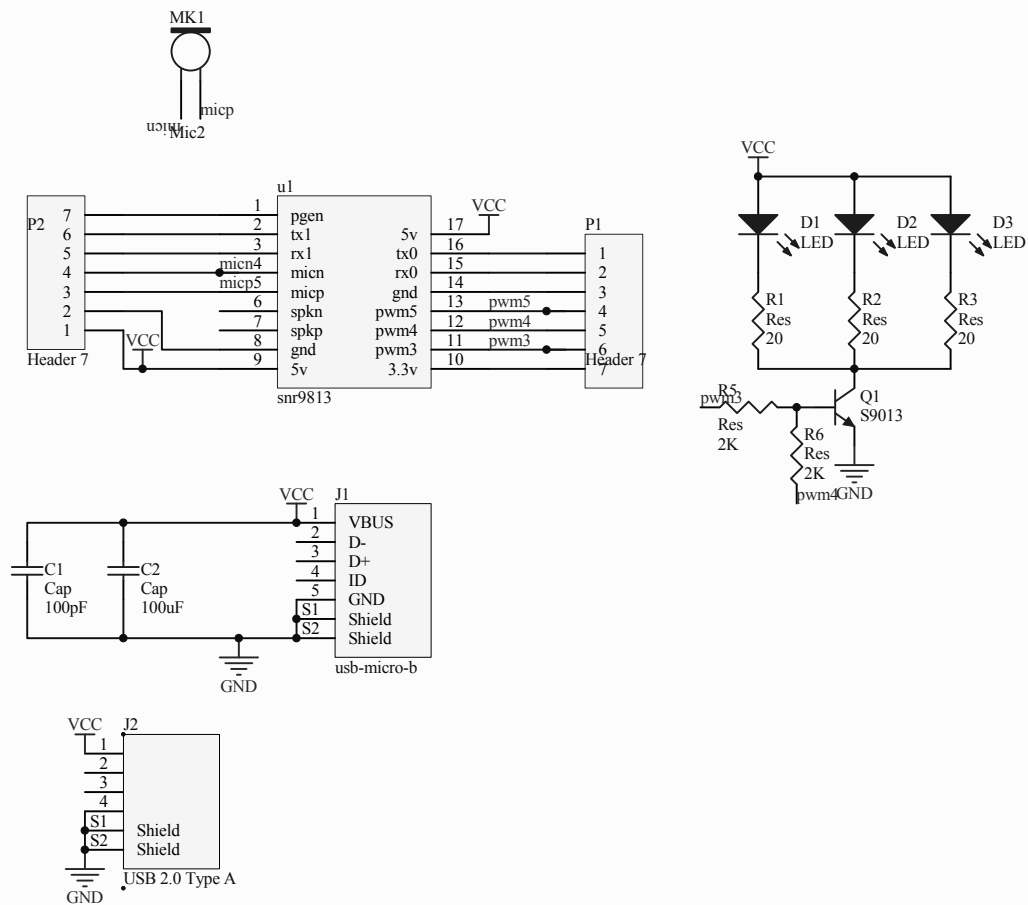 MK1
micp
micn
Mic2
P2
7
6
5
4
3
2
1
Header 7
VCC
u1
1 pgen
2 tx1
3 rx1
micn4 micn
micp5 micp
6 spkn
7 spkp
8 gnd
9 5v
17 5v
16 tx0
15 rx0
14 gnd
13 pwm5
12 pwm4
11 pwm3
10 3.3v
snr9813
VCC
pwm5
pwm4
pwm3
P1
1
2
3
4
5
6
7
Header 7
VCC
D1
LED
D2
LED
D3
LED
R1
Res
20
R2
Res
20
R3
Res
20
R5
pwm3
Res
2K
R6
Res
2K
pwm4
Q1
S9013
GND
VCC
J1
1 VBUS
2 D-
3 D+
4 ID
5 GND
S1 Shield
S2 Shield
usb-micro-b
C1
Cap
100pF
C2
Cap
100uF
GND
VCC
J2
1
2
3
4
S1 Shield
S2 Shield
USB 2.0 Type A
GND